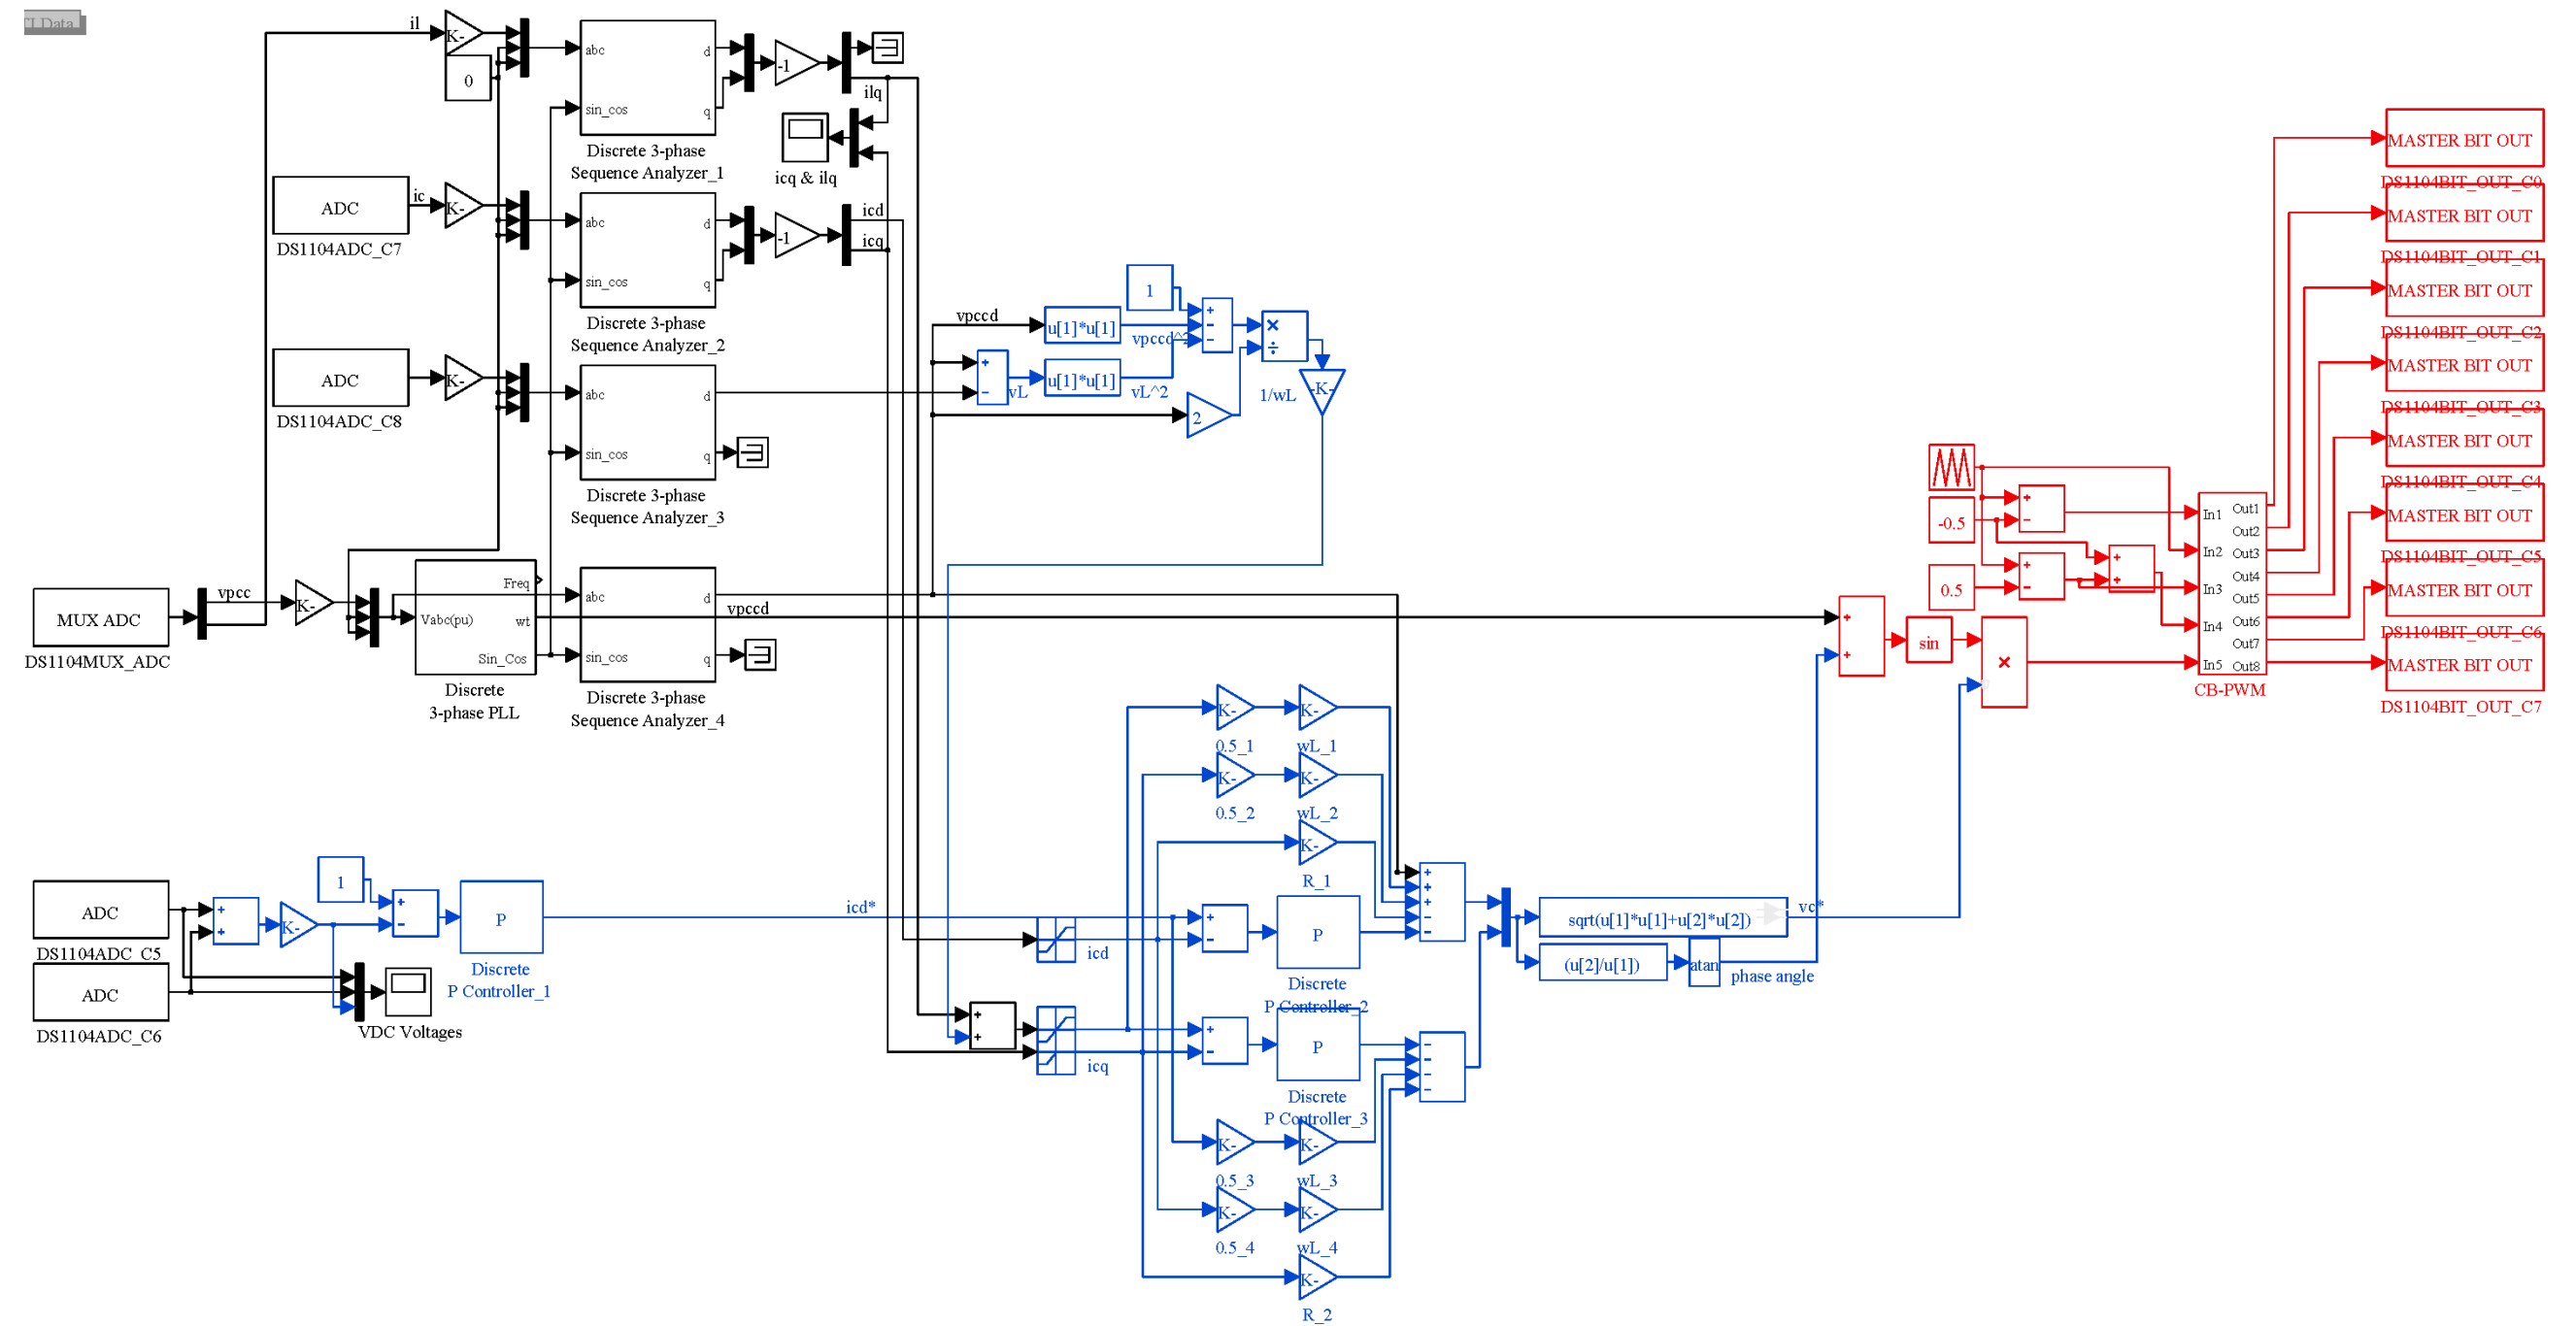 il
K-
0
abc
d
sin_cos
q
Discrete 3-phase
Sequence Analyzer_1
-1
ilq
icq & ilq
ADC
DS1104ADC_C7
ic
K-
abc
d
sin_cos
q
Discrete 3-phase
Sequence Analyzer_2
-1
icd
icq
ADC
DS1104ADC_C8
K-
abc
d
sin_cos
q
Discrete 3-phase
Sequence Analyzer_3
MUX ADC
DS1104MUX_ADC
vpcc
K-
Freq
Vabc(pu)
wt
Sin_Cos
Discrete
3-phase PLL
abc
d
sin_cos
q
Discrete 3-phase
Sequence Analyzer_4
vpccd
vpccd
u[1]*u[1]
vpccd^2
1
+
-
-
+
-
vL
u[1]*u[1]
vL^2
2
×
÷
1/wL
-K-
ADC
DS1104ADC_C5
ADC
DS1104ADC_C6
+
+
K-
1
+
-
P
Discrete
P Controller_1
VDC Voltages
icd*
icd
+
+
icq
K-
0.5_1
K-
wL_1
K-
0.5_2
K-
wL_2
K-
R_1
+
-
P
Discrete
P Controller_2
+
-
P
Discrete
P Controller_3
K-
0.5_3
K-
wL_3
K-
0.5_4
K-
wL_4
K-
R_2
+
+
+
-
-
-
-
-
-
sqrt(u[1]*u[1]+u[2]*u[2])
vc*
(u[2]/u[1])
atan
phase angle
+
+
sin
×
-0.5
0.5
+
-
+
-
+
+
In1
In2
In3
In4
In5
Out1
Out2
Out3
Out4
Out5
Out6
Out7
Out8
CB-PWM
MASTER BIT OUT
DS1104BIT_OUT_C0
MASTER BIT OUT
DS1104BIT_OUT_C1
MASTER BIT OUT
DS1104BIT_OUT_C2
MASTER BIT OUT
DS1104BIT_OUT_C3
MASTER BIT OUT
DS1104BIT_OUT_C4
MASTER BIT OUT
DS1104BIT_OUT_C5
MASTER BIT OUT
DS1104BIT_OUT_C6
MASTER BIT OUT
DS1104BIT_OUT_C7